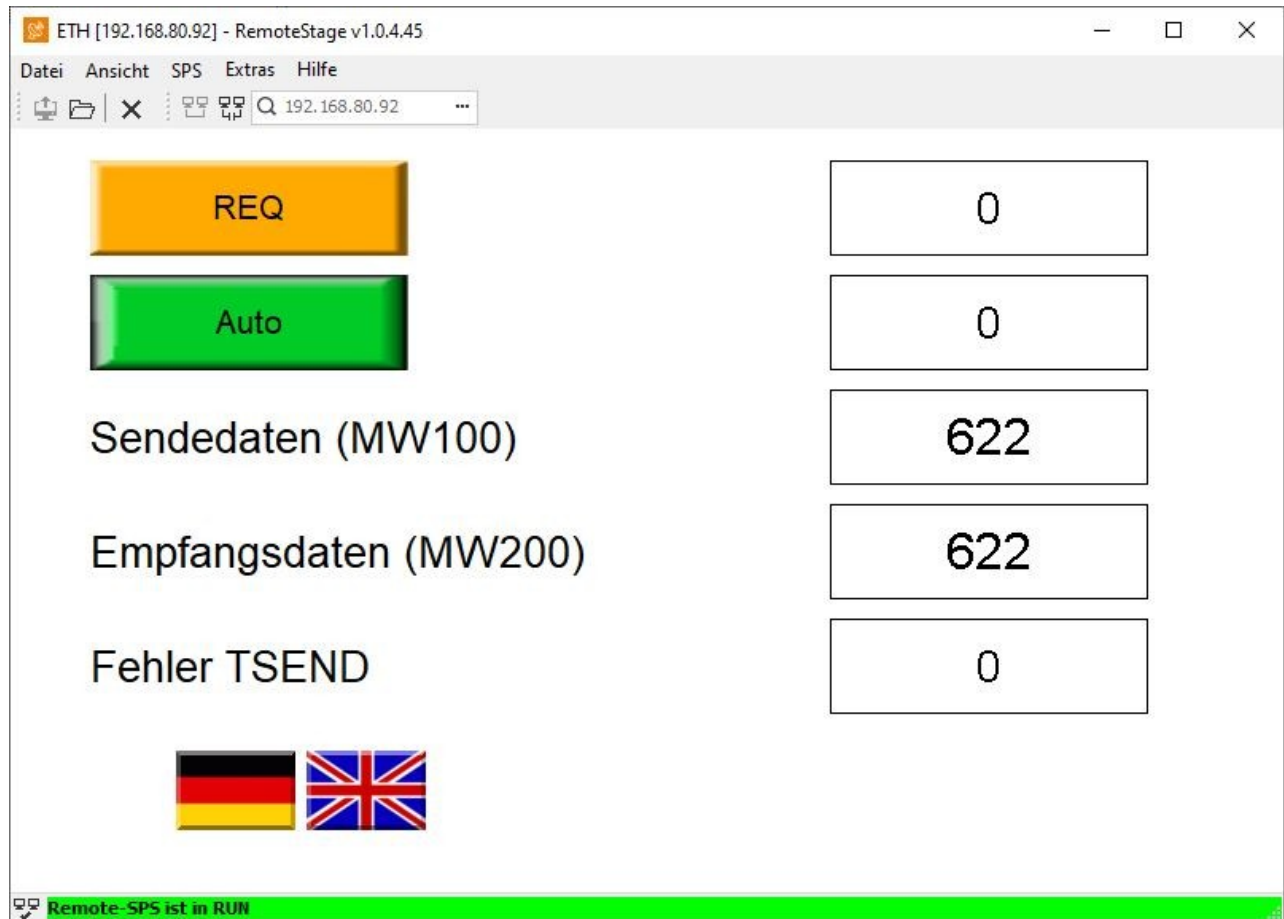 ETH [192.168.80.92] - RemoteStage v1.0.4.45
Datei Ansicht SPS Extras Hilfe
192.168.80.92 ...
REQ 0
Auto 0
Sendedaten (MW100) 622
Empfangsdaten (MW200) 622
Fehler TSEND 0
Remote-SPS ist in RUN